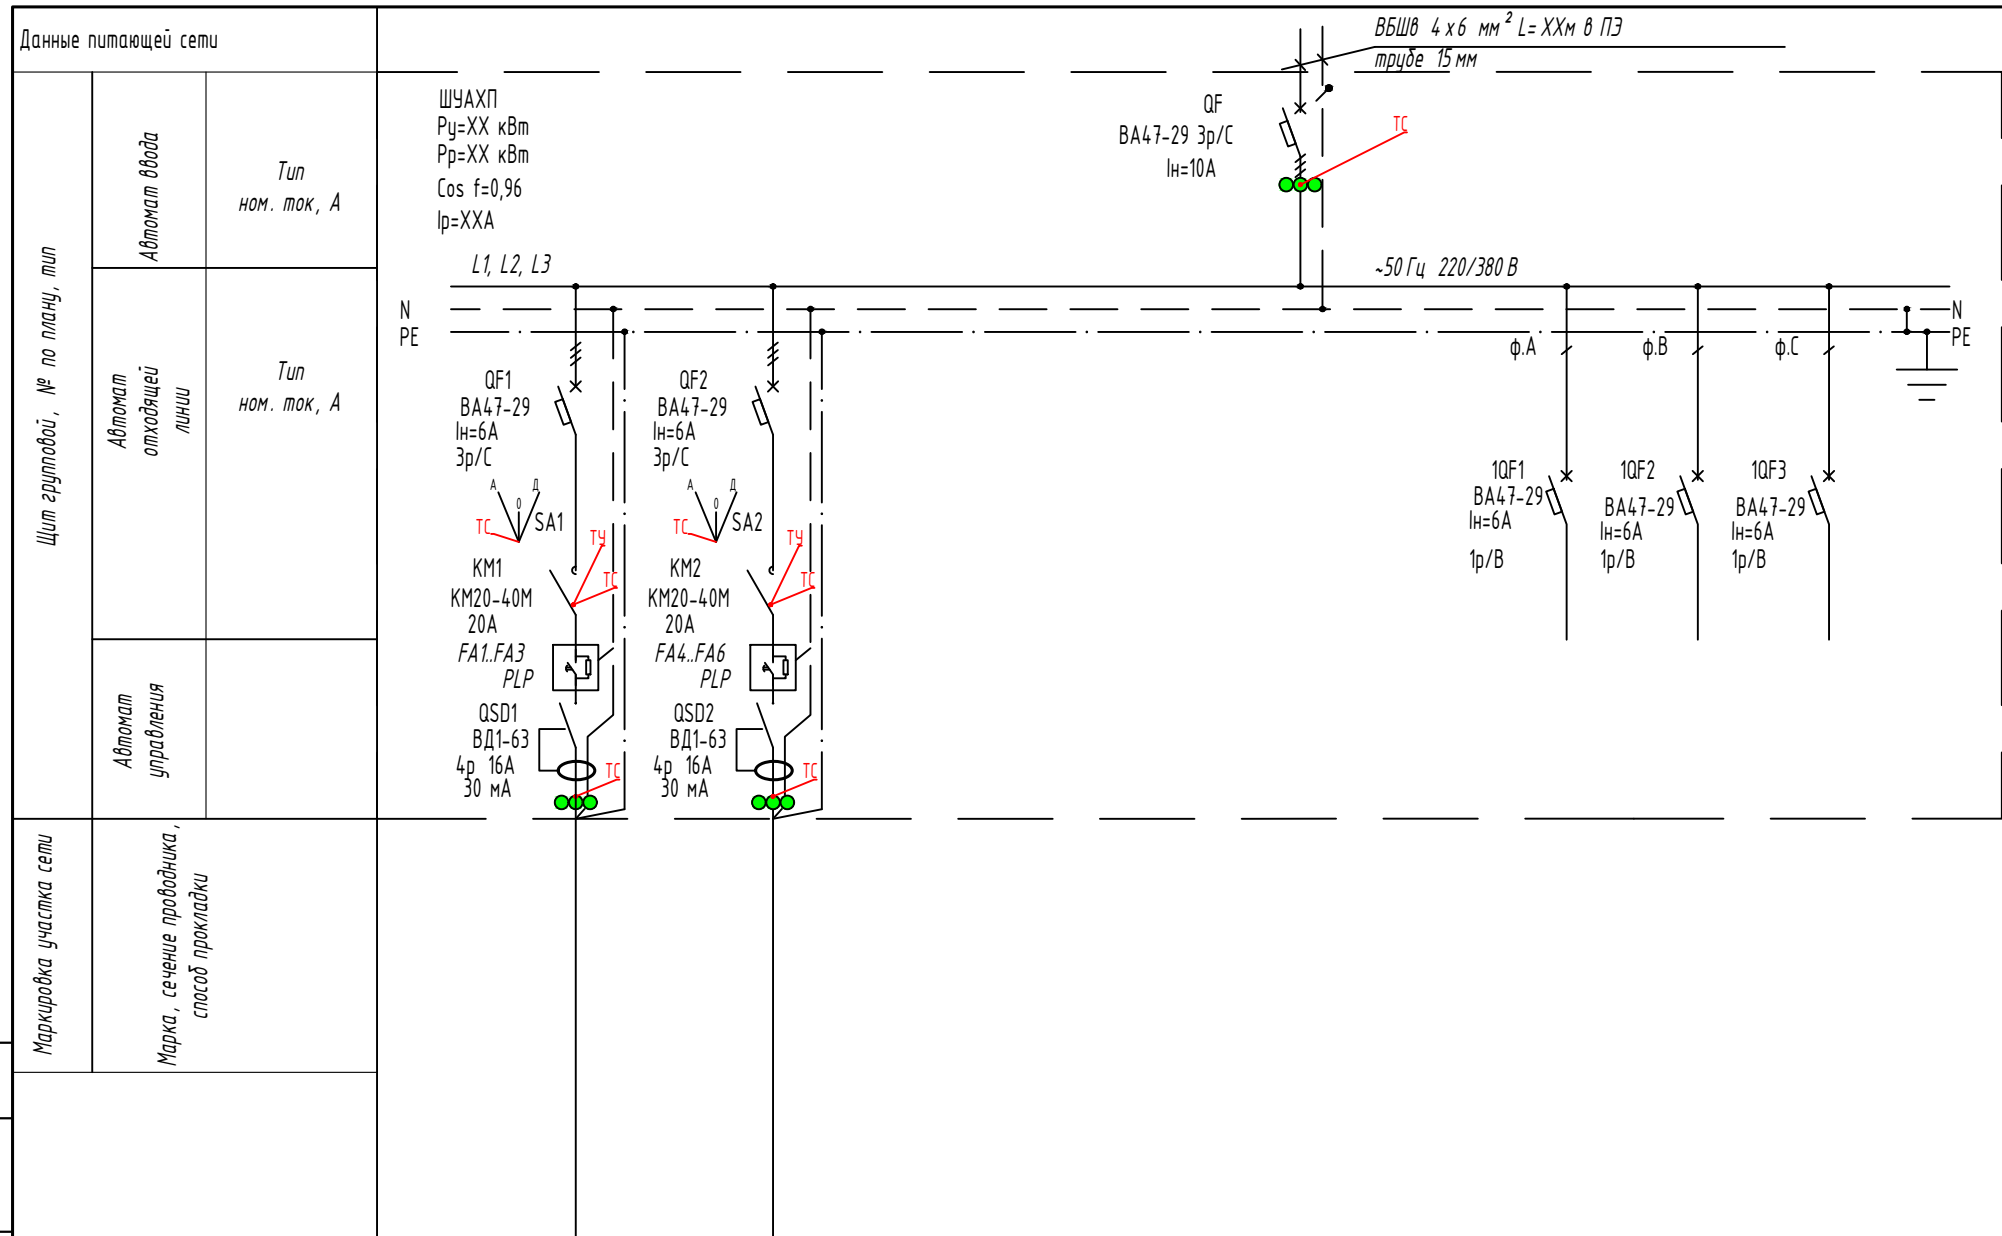 Данные питающей сети
ВБШв 4 х 6 мм² L= XXм в ПЭ
трубе 15 мм
Щит групповой, № по плану, тип
Автомат ввода
Тип
ном. ток, А
ШУАХП
Ру=XX кВт
Рр=XX кВт
Cos f=0,96
Iр=XXА
QF
ВА47-29 3р/С
Iн=10А
ТС
L1, L2, L3
~50 Гц 220/380 В
N
PE
N
PE
Автомат
отходящей
линии
Тип
ном. ток, А
QF1
ВА47-29
Iн=6А
3р/С
А
0
Д
SA1
ТС
ТУ
ТС
КМ1
КМ20-40М
20А
FA1..FA3
PLP
QSD1
ВД1-63
4р 16А
30 мА
ТС
QF2
ВА47-29
Iн=6А
3р/С
А
0
Д
SA2
ТС
ТУ
ТС
КМ2
КМ20-40М
20А
FA4..FA6
PLP
QSD2
ВД1-63
4р 16А
30 мА
ТС
ф.А
1QF1
ВА47-29
Iн=6А
1р/В
ф.В
1QF2
ВА47-29
Iн=6А
1р/В
ф.С
1QF3
ВА47-29
Iн=6А
1р/В
Автомат
управления
Маркировка участка сети
Марка, сечение проводника,
способ прокладки